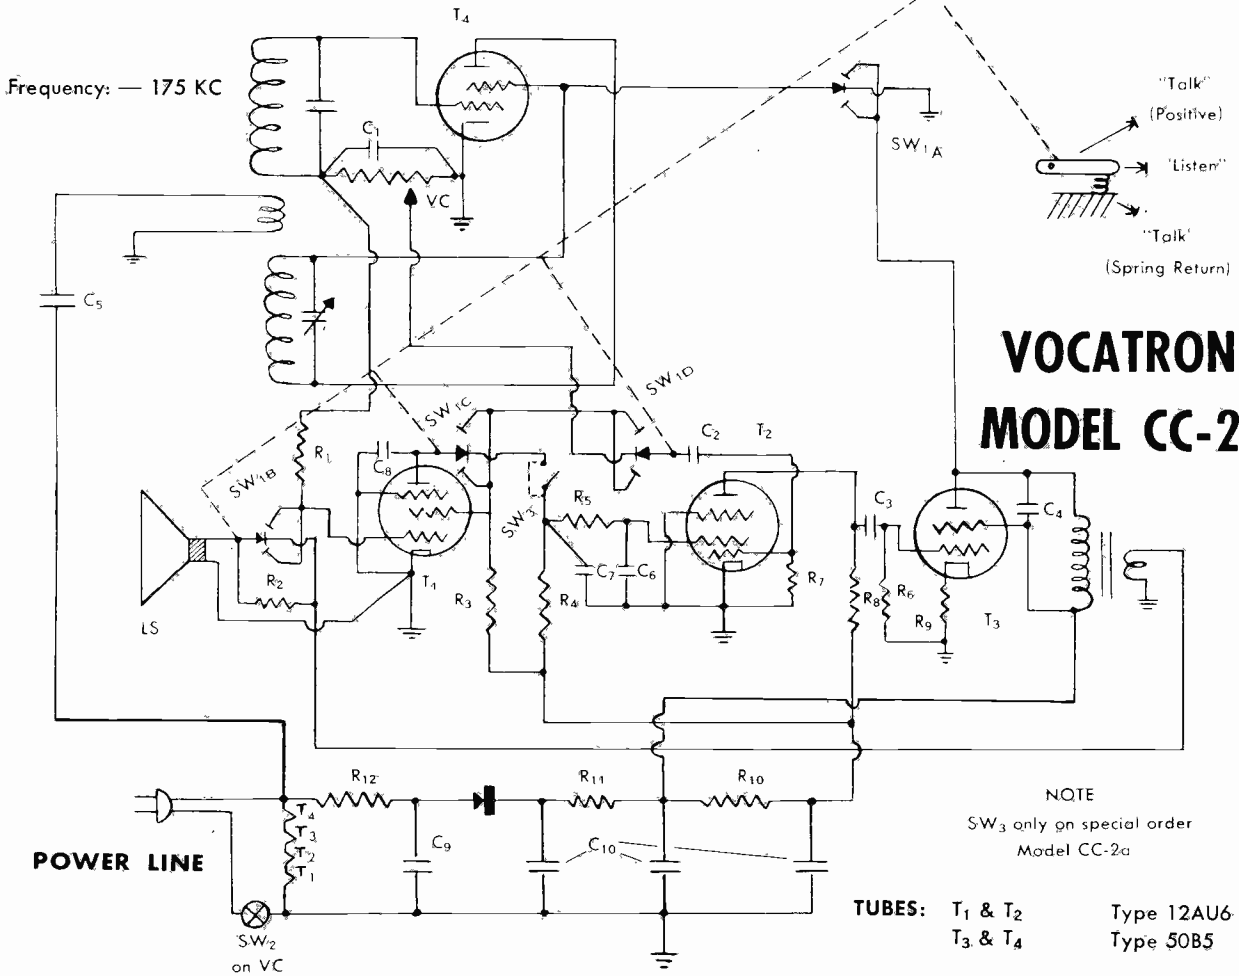 T4
Frequency: — 175 KC
C1
VC
SW1A
"Talk"
(Positive)
'Listen"
"Talk'
(Spring Return)
C5
VOCATRON
MODEL CC-2
SW1C
SW1D
R1
C8
C2
T2
SW1B
SW3
R5
C3
C4
R2
T1
R3
R4
C7
C6
R7
R8
R6
R9
T3
LS
R12
R11
R10
NOTE
SW3 only on special order
Model CC-2a
T4
T3
T2
T1
C9
C10
POWER LINE
SW2
on VC
TUBES: T1 & T2 Type 12AU6
T3 & T4 Type 50B5